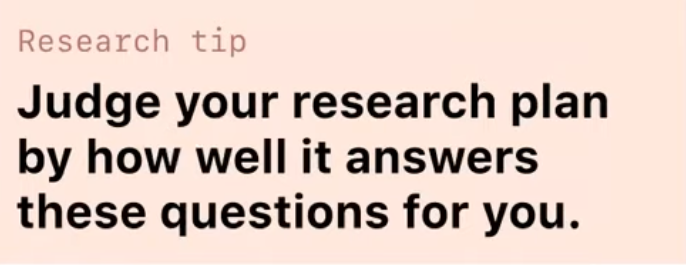 Research tip
Judge your research plan
by how well it answers
these questions for you.